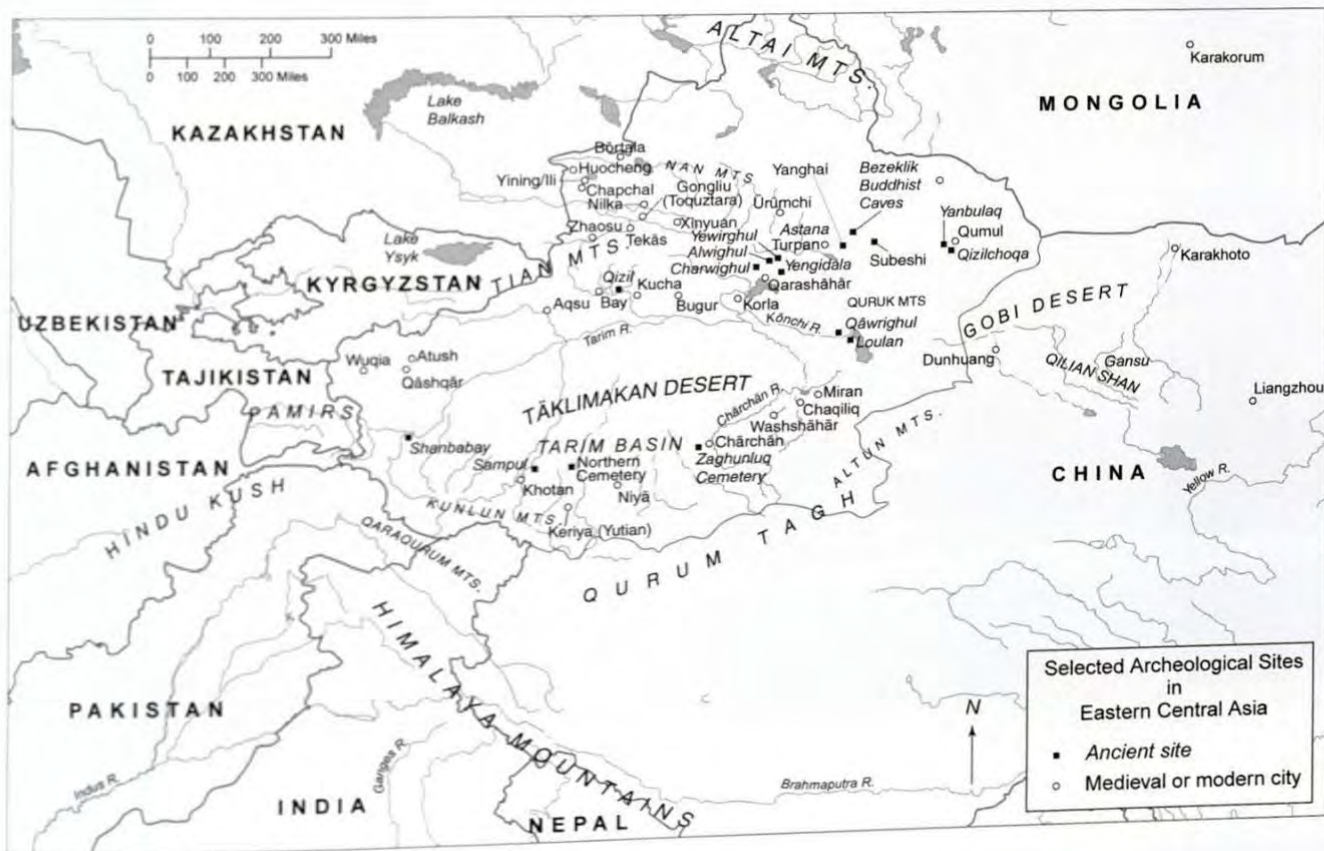 0 100 200 300 Miles
0 100 200 300 Miles
ALTAI MTS.
Karakorum
MONGOLIA
Lake
Balkash
KAZAKHSTAN
Börtala
Huocheng
Yining/Ili
Chapchal
Nilka
NAN MTS
Gongliu
(Toquztara)
Yanghai
Bezeklik
Buddhist
Caves
Ürümchi
Zhaosu
Tekäs
Xinyuan
Astana
Turpan
Yewirghul
Alwighul
Charwighul
Yengidala
Subeshi
Yanbulaq
Qumul
Qizilchoqa
Karakhoto
Lake
Ysyk
KYRGYZSTAN
TIAN MTS.
Qizil
Kucha
Aqsu
Bay
Bugur
Korla
Qarashähär
QURUK MTS
Könchi R.
Qäwrighul
Loulan
GOBI DESERT
UZBEKISTAN
Tarim R.
Dunhuang
QILIAN SHAN
Gansu
Liangzhou
Wuqia
Atush
Qäshqär
TAJIKISTAN
PAMIRS
TÄKLIMAKAN DESERT
Chärchän R.
Miran
Chaqiliq
Washshähär
Shanbabay
TARIM BASIN
Chärchän
Zaghunluq
Cemetery
ALTUN MTS.
AFGHANISTAN
Sampul
Northern
Cemetery
Khotan
Niyä
CHINA
Yellow R.
HINDU KUSH
KUNLUN MTS.
Keriya (Yutian)
QARAQURUM MTS.
QURUM TAGH
HIMALAYA MOUNTAINS
PAKISTAN
Indus R.
Ganges R.
INDIA
NEPAL
Brahmaputra R.
N
Selected Archeological Sites
in
Eastern Central Asia
Ancient site
Medieval or modern city